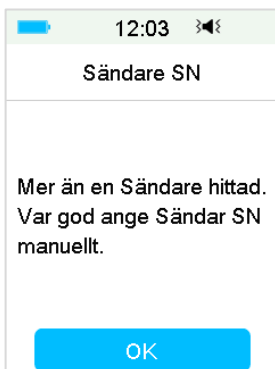 12:03
Sändare SN
Mer än en Sändare hittad.
Var god ange Sändar SN
manuellt.
OK